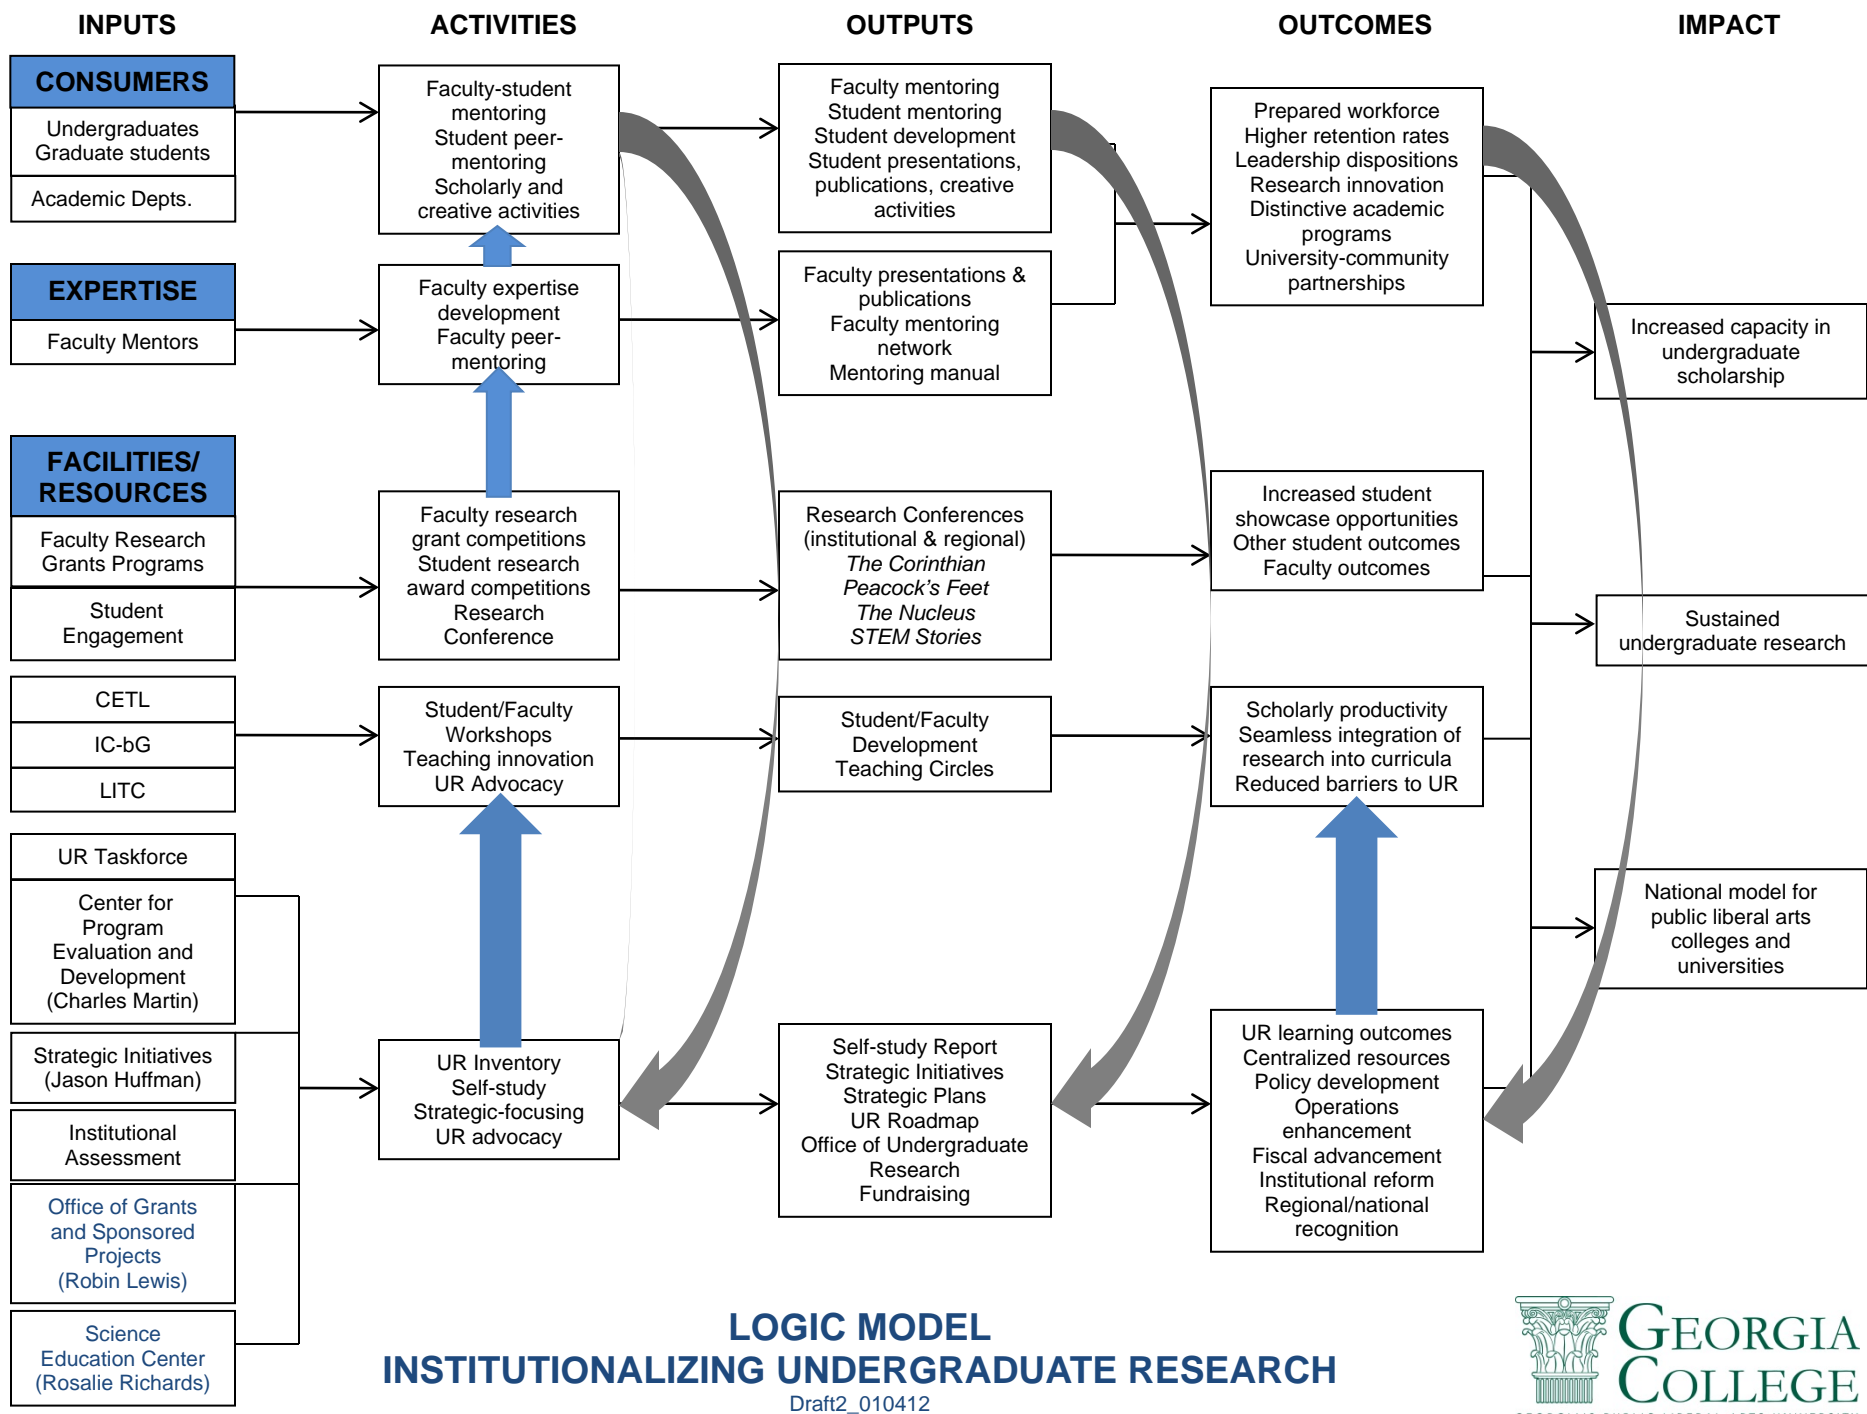 INPUTS
ACTIVITIES
OUTPUTS
OUTCOMES
IMPACT
CONSUMERS
Undergraduates
Graduate students
Academic Depts.
EXPERTISE
Faculty Mentors
FACILITIES/
RESOURCES
Faculty Research
Grants Programs
Student
Engagement
CETL
IC-bG
LITC
UR Taskforce
Center for
Program
Evaluation and
Development
(Charles Martin)
Strategic Initiatives
(Jason Huffman)
Institutional
Assessment
Office of Grants
and Sponsored
Projects
(Robin Lewis)
Science
Education Center
(Rosalie Richards)
Faculty-student
mentoring
Student peer-
mentoring
Scholarly and
creative activities
Faculty expertise
development
Faculty peer-
mentoring
Faculty research
grant competitions
Student research
award competitions
Research
Conference
Student/Faculty
Workshops
Teaching innovation
UR Advocacy
UR Inventory
Self-study
Strategic-focusing
UR advocacy
Faculty mentoring
Student mentoring
Student development
Student presentations,
publications, creative
activities
Faculty presentations &
publications
Faculty mentoring
network
Mentoring manual
Research Conferences
(institutional & regional)
The Corinthian
Peacock's Feet
The Nucleus
STEM Stories
Student/Faculty
Development
Teaching Circles
Self-study Report
Strategic Initiatives
Strategic Plans
UR Roadmap
Office of Undergraduate
Research
Fundraising
Prepared workforce
Higher retention rates
Leadership dispositions
Research innovation
Distinctive academic
programs
University-community
partnerships
Increased student
showcase opportunities
Other student outcomes
Faculty outcomes
Scholarly productivity
Seamless integration of
research into curricula
Reduced barriers to UR
UR learning outcomes
Centralized resources
Policy development
Operations
enhancement
Fiscal advancement
Institutional reform
Regional/national
recognition
Increased capacity in
undergraduate
scholarship
Sustained
undergraduate research
National model for
public liberal arts
colleges and
universities
LOGIC MODEL
INSTITUTIONALIZING UNDERGRADUATE RESEARCH
Draft2_010412
GEORGIA
COLLEGE